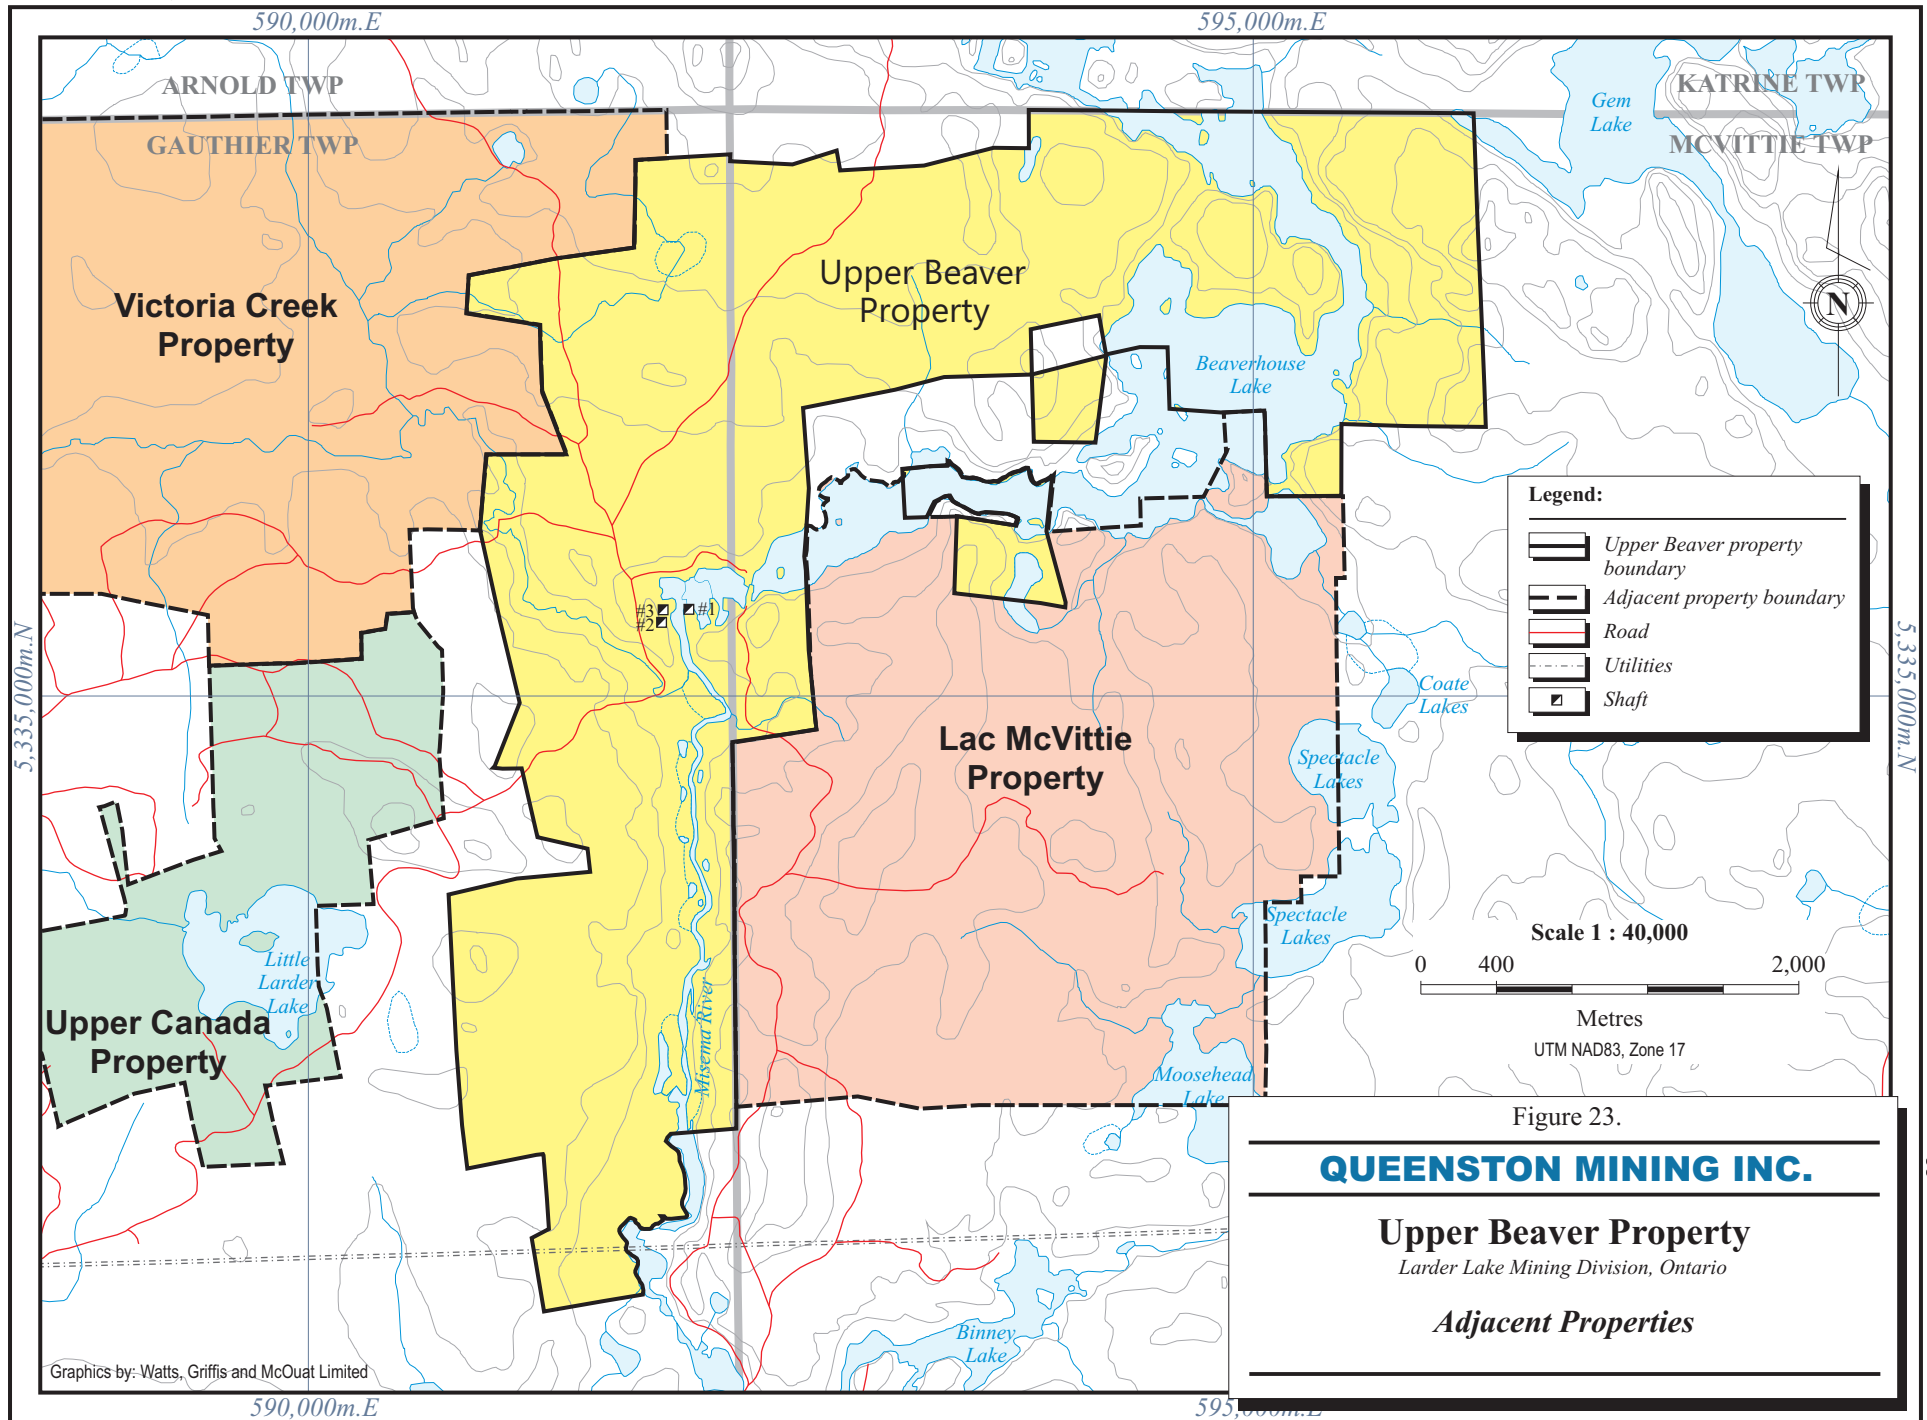 590,000m.E
595,000m.E
ARNOLD TWP
KATRINE TWP
GAUTHIER TWP
MCVITTIE TWP
Gem
Lake
Victoria Creek
Property
Upper Beaver
Property
N
Beaverhouse
Lake
#3
#1
#2
5,335,000m.N
5,335,000m.N
Legend:
Upper Beaver property
boundary
Adjacent property boundary
Road
Utilities
Shaft
Coate
Lakes
Lac McVittie
Property
Spectacle
Lakes
Spectacle
Lakes
Little
Larder
Lake
Upper Canada
Property
Misema River
Moosehead
Lake
Scale 1 : 40,000
0 400 2,000
Metres
UTM NAD83, Zone 17
Binney
Lake
Figure 23.
QUEENSTON MINING INC.
Upper Beaver Property
Larder Lake Mining Division, Ontario
Adjacent Properties
Graphics by: Watts, Griffis and McOuat Limited
590,000m.E
595,000m.E